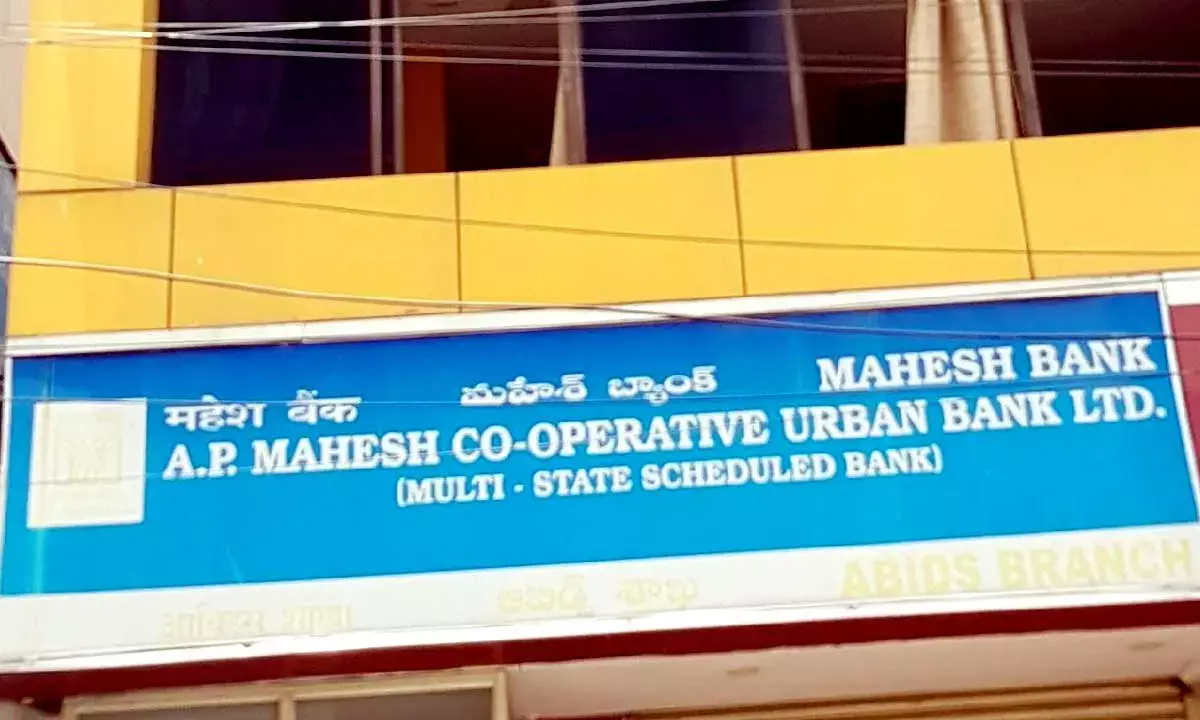 महेश बैंक మహేశ్ బ్యాంక్ MAHESH BANK
A.P. MAHESH CO-OPERATIVE URBAN BANK LTD.
(MULTI - STATE SCHEDULED BANK)
శాఖ ABIDS BRANCH